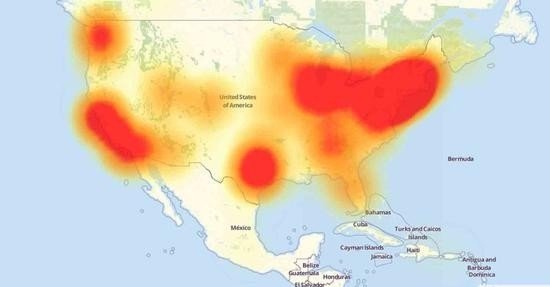 United States
of America
Bermuda
México
Bahamas
Cuba
Turks and Caicos
Islands
Cayman Islands
Haiti
Jamaica
Belize
Guatemala
Honduras
El Salvador
Antigua and
Barbuda
Dominica